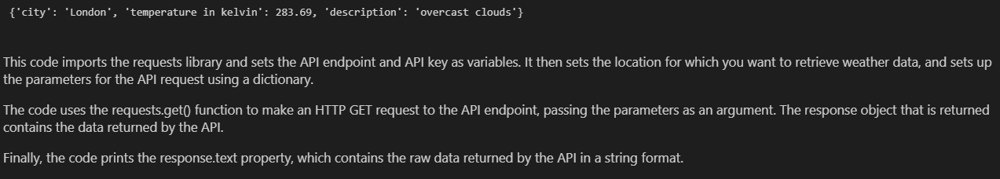 {'city': 'London', 'temperature in kelvin': 283.69, 'description': 'overcast clouds'}
This code imports the requests library and sets the API endpoint and API key as variables. It then sets the location for which you want to retrieve weather data, and sets up
the parameters for the API request using a dictionary.
The code uses the requests.get() function to make an HTTP GET request to the API endpoint, passing the parameters as an argument. The response object that is returned
contains the data returned by the API.
Finally, the code prints the response.text property, which contains the raw data returned by the API in a string format.